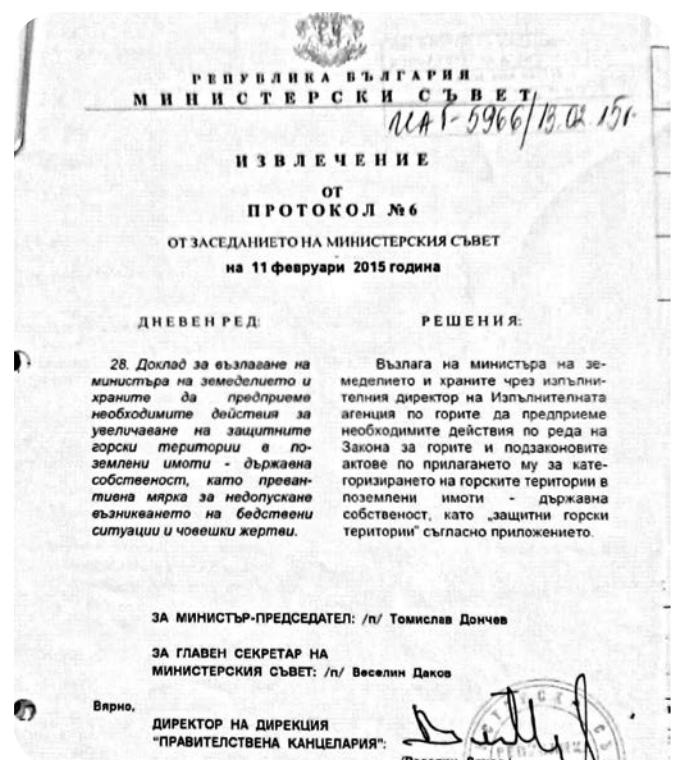 РЕПУБЛИКА БЪЛГАРИЯ
МИНИСТЕРСКИ СЪВЕТ
5966/13.02.15г.
ИЗВЛЕЧЕНИЕ
ОТ
ПРОТОКОЛ №6
ОТ ЗАСЕДАНИЕТО НА МИНИСТЕРСКИЯ СЪВЕТ
на 11 февруари 2015 година
ДНЕВЕН РЕД:
28. Доклад за възлагане на
министъра на земеделието и
храните да предприеме
необходимите действия за
увеличаване на защитните
горски територии в по-
землени имоти - държавна
собственост, като преван-
тивна мярка за недопускане
възникването на бедствени
ситуации и човешки жертви.
РЕШЕНИЯ:
Възлага на министъра на зе-
меделието и храните чрез изпълни-
телния директор на Изпълнителната
агенция по горите да предприеме
необходимите действия по реда на
Закона за горите и подзаконовите
актове по прилагането му за кате-
горизирането на горските територии в
поземлени имоти - държавна
собственост, като „защитни горски
територии" съгласно приложението.
ЗА МИНИСТЪР-ПРЕДСЕДАТЕЛ: /п/ Томислав Дончев
ЗА ГЛАВЕН СЕКРЕТАР НА
МИНИСТЕРСКИЯ СЪВЕТ: /п/ Веселин Даков
Вярно,
ДИРЕКТОР НА ДИРЕКЦИЯ
"ПРАВИТЕЛСТВЕНА КАНЦЕЛАРИЯ":